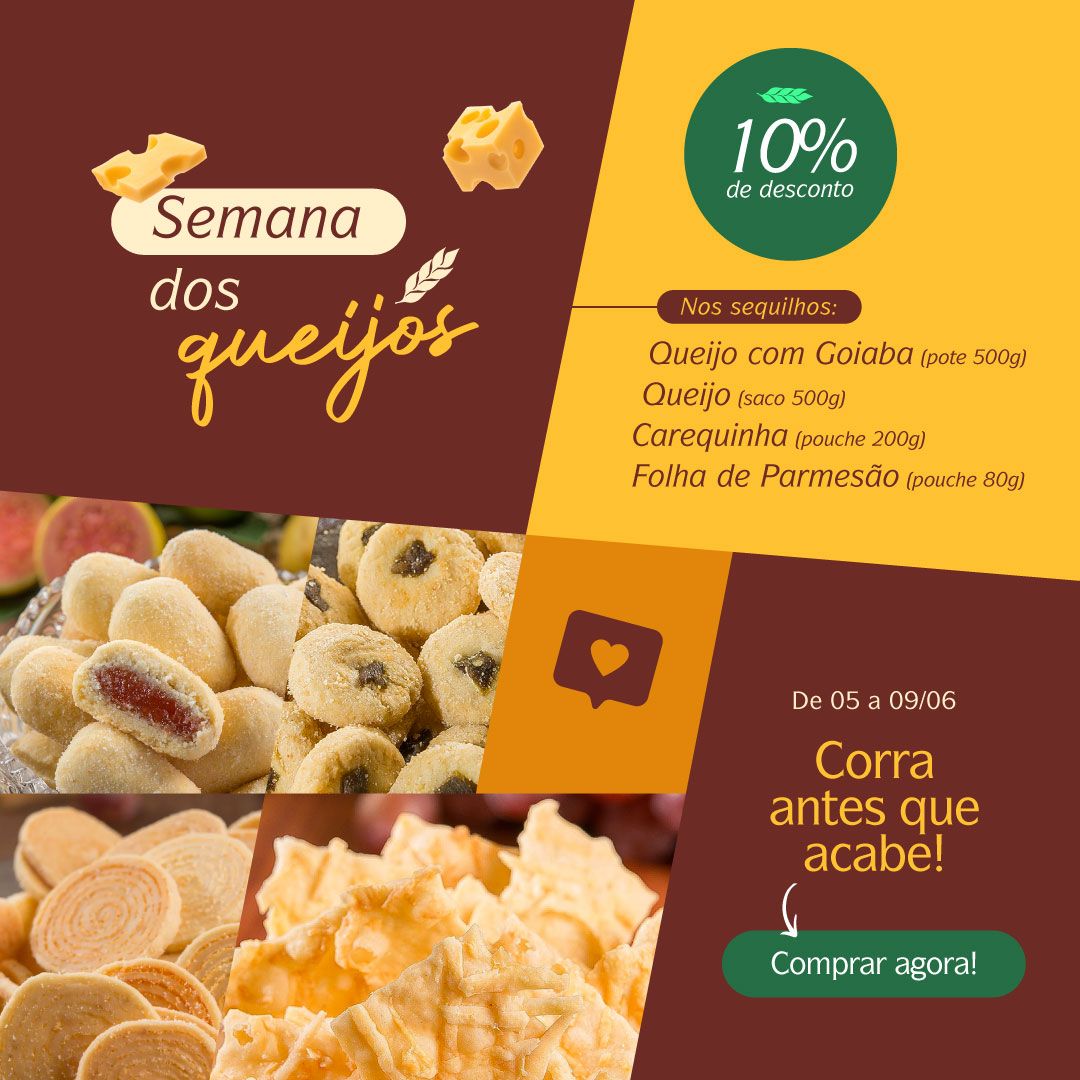 Semana
dos
queijos
10%
de desconto
Nos sequilhos:
Queijo com Goiaba (pote 500g)
Queijo (saco 500g)
Carequinha (pouche 200g)
Folha de Parmesão (pouche 80g)
De 05 a 09/06
Corra
antes que
acabe!
Comprar agora!